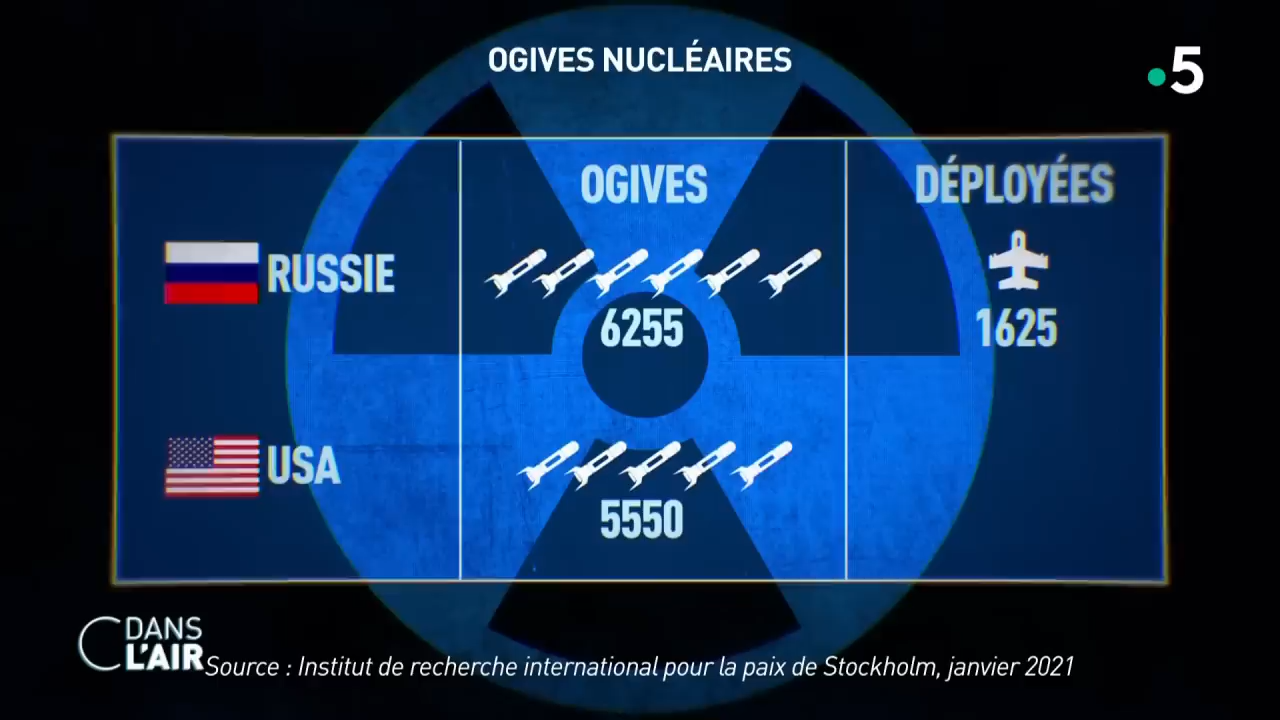 OGIVES NUCLÉAIRES
5
OGIVES
DÉPLOYÉES
RUSSIE
6255
1625
USA
5550
C DANS
L'AIR
Source : Institut de recherche international pour la paix de Stockholm, janvier 2021